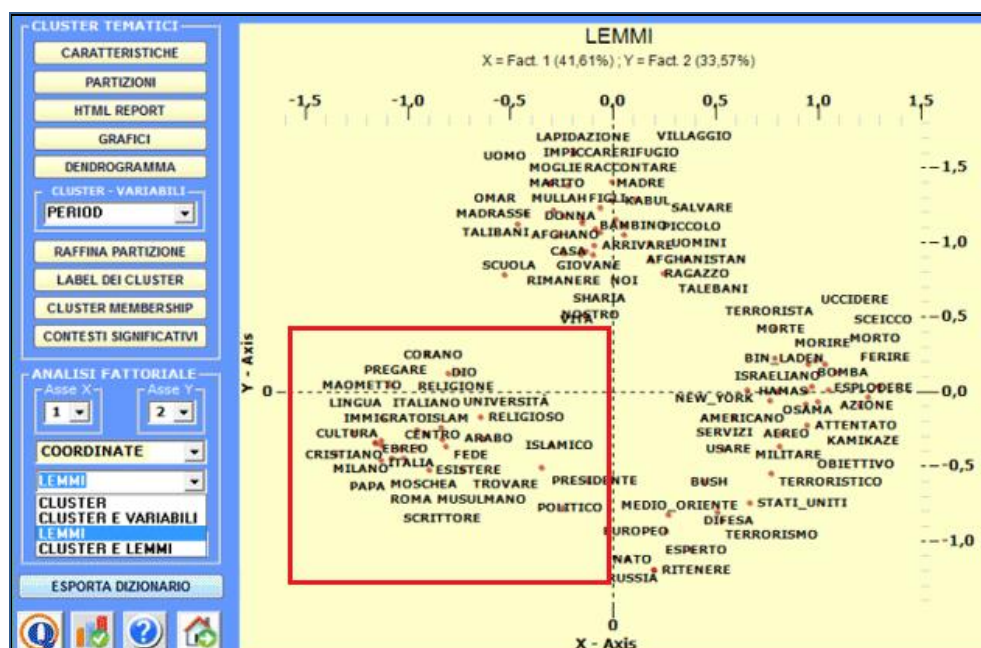 CLUSTER TEMATICI
CARATTERISTICHE
PARTIZIONI
HTML REPORT
GRAFICI
DENDROGRAMMA
CLUSTER - VARIABILI
PERIOD
RAFFINA PARTIZIONE
LABEL DEI CLUSTER
CLUSTER MEMBERSHIP
CONTESTI SIGNIFICATIVI
ANALISI FATTORIALE
Asse X Asse Y
1 2
COORDINATE
LEMMI
CLUSTER
CLUSTER E VARIABILI
LEMMI
CLUSTER E LEMMI
ESPORTA DIZIONARIO
LEMMI
X = Fact. 1 (41,61%) ; Y = Fact. 2 (33,57%)
-1,5 -1,0 -0,5 0,0 0,5 1,0 1,5
LAPIDAZIONE VILLAGGIO
UOMO IMPICCARE RIFUGIO
MOGLIE RACCONTARE --1,5
MARITO MADRE
OMAR MULLAH FIGLI KABUL
MADRASSE DONNA SALVARE
TALIBANI AFGHANO BAMBINO PICCOLO
CASA ARRIVARE UOMINI --1,0
SCUOLA GIOVANE AFGHANISTAN
RIMANERE NOI RAGAZZO
TALEBANI
SHARIA UCCIDERE
NOSTRO TERRORISTA --0,5
VITA SCEICCO
MORTE MORTO
MORIRE
CORANO BIN_LADEN FERIRE
PREGARE DIO ISRAELIANO BOMBA
MAOMETTO RELIGIONE HAMAS ESPLODERE
Y - Axis 0 --0,0
LINGUA ITALIANO UNIVERSITÀ NEW_YORK OSAMA AZIONE
IMMIGRATO ISLAM RELIGIOSO AMERICANO ATTENTATO
CULTURA CENTRO ARABO SERVIZI AEREO KAMIKAZE
EBREO ISLAMICO USARE
CRISTIANO FEDE MILITARE
MILANO ITALIA ESISTERE OBIETTIVO --0,5
PAPA MOSCHEA TROVARE PRESIDENTE BUSH TERRORISTICO
ROMA MUSULMANO POLITICO MEDIO_ORIENTE STATI_UNITI
SCRITTORE DIFESA
EUROPEO TERRORISMO
ESPERTO --1,0
NATO
RUSSIA RITENERE
0
X - Axis